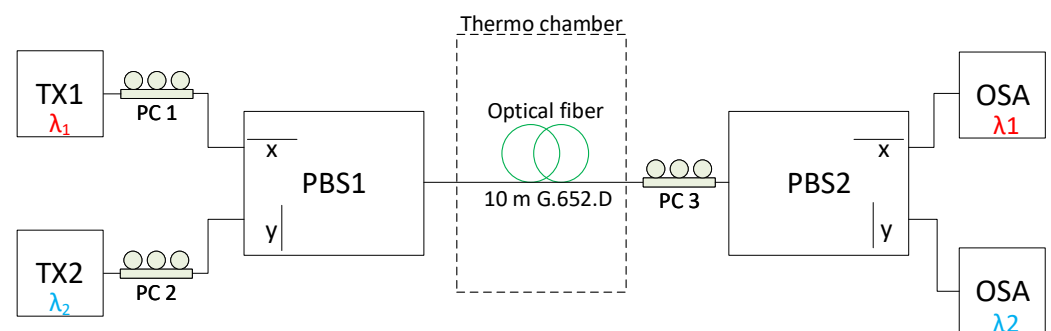 Thermo chamber
TX1
λ₁
PC 1
x
PBS1
Optical fiber
10 m G.652.D
PC 3
PBS2
x
OSA
λ1
TX2
λ₂
PC 2
y
y
OSA
λ2